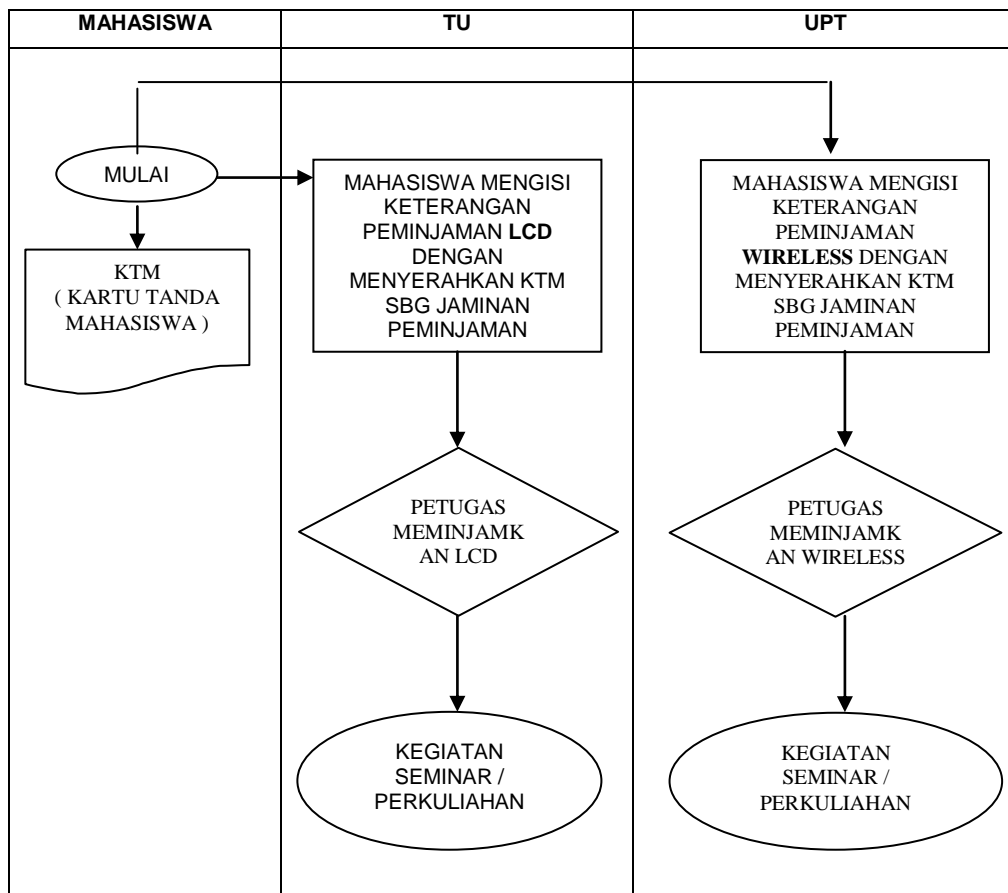 MAHASISWA
TU
UPT
MULAI
KTM
( KARTU TANDA
MAHASISWA )
MAHASISWA MENGISI
KETERANGAN
PEMINJAMAN LCD
DENGAN
MENYERAHKAN KTM
SBG JAMINAN
PEMINJAMAN
MAHASISWA MENGISI
KETERANGAN
PEMINJAMAN
WIRELESS DENGAN
MENYERAHKAN KTM
SBG JAMINAN
PEMINJAMAN
PETUGAS
MEMINJAMK
AN LCD
PETUGAS
MEMINJAMK
AN WIRELESS
KEGIATAN
SEMINAR /
PERKULIAHAN
KEGIATAN
SEMINAR /
PERKULIAHAN